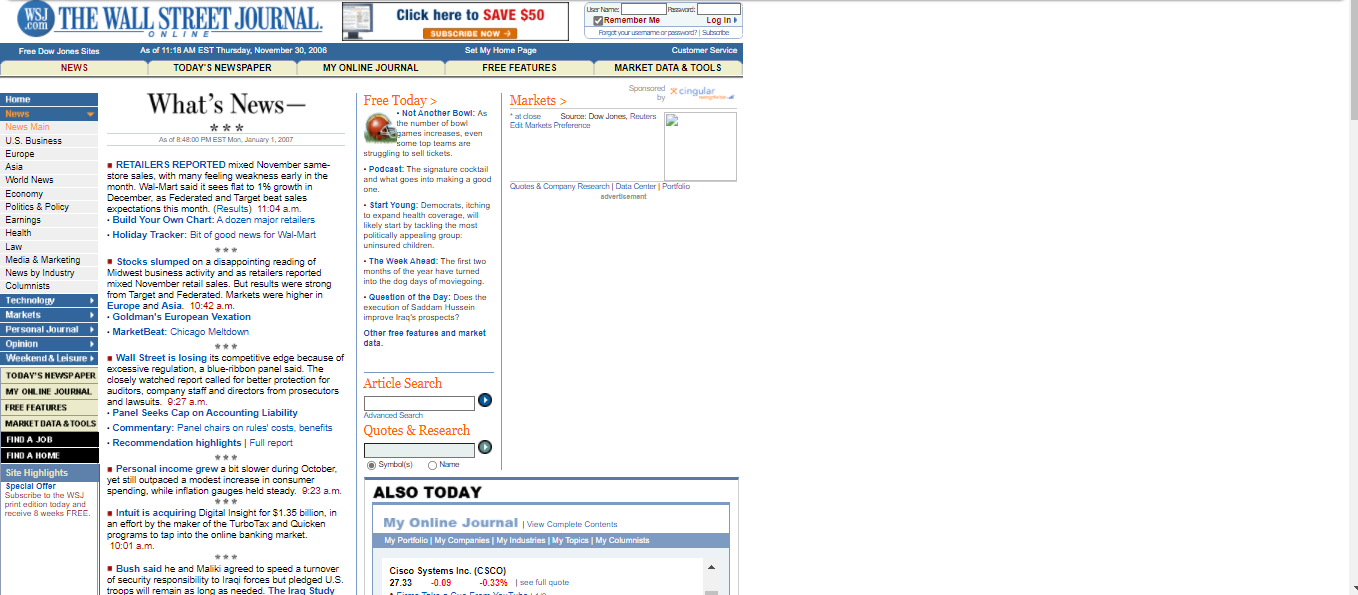 WSJ .com THE WALL STREET JOURNAL.
ONLINE
Click here to SAVE $50
SUBSCRIBE NOW
User Name: Password:
Remember Me Log In
Forgot your username or password? | Subscribe
Free Dow Jones Sites As of 11:18 AM EST Thursday, November 30, 2006 Set My Home Page Customer Service
NEWS TODAY'S NEWSPAPER MY ONLINE JOURNAL FREE FEATURES MARKET DATA & TOOLS
Home
News
News Main
U.S. Business
Europe
Asia
World News
Economy
Politics & Policy
Earnings
Health
Law
Media & Marketing
News by Industry
Columnists
Technology
Markets
Personal Journal
Opinion
Weekend & Leisure
TODAY'S NEWSPAPER
MY ONLINE JOURNAL
FREE FEATURES
MARKET DATA & TOOLS
FIND A JOB
FIND A HOME
Site Highlights
Special Offer
Subscribe to the WSJ
print edition today and
receive 8 weeks FREE.
What's News—
* * *
As of 8:48:00 PM EST Mon, January 1, 2007
RETAILERS REPORTED mixed November same-
store sales, with many feeling weakness early in the
month. Wal-Mart said it sees flat to 1% growth in
December, as Federated and Target beat sales
expectations this month. (Results) 11:04 a.m.
• Build Your Own Chart: A dozen major retailers
• Holiday Tracker: Bit of good news for Wal-Mart
* * *
Stocks slumped on a disappointing reading of
Midwest business activity and as retailers reported
mixed November retail sales. But results were strong
from Target and Federated. Markets were higher in
Europe and Asia. 10:42 a.m.
• Goldman's European Vexation
• MarketBeat: Chicago Meltdown
* * *
Wall Street is losing its competitive edge because of
excessive regulation, a blue-ribbon panel said. The
closely watched report called for better protection for
auditors, company staff and directors from prosecutors
and lawsuits. 9:27 a.m.
• Panel Seeks Cap on Accounting Liability
• Commentary: Panel chairs on rules' costs, benefits
• Recommendation highlights | Full report
* * *
Personal income grew a bit slower during October,
yet still outpaced a modest increase in consumer
spending, while inflation gauges held steady. 9:23 a.m.
* * *
Intuit is acquiring Digital Insight for $1.35 billion, in
an effort by the maker of the TurboTax and Quicken
programs to tap into the online banking market.
10:01 a.m.
* * *
Bush said he and Maliki agreed to speed a turnover
of security responsibility to Iraqi forces but pledged U.S.
troops will remain as long as needed. The Iraq Study
Free Today >
• Not Another Bowl: As
the number of bowl
games increases, even
some top teams are
struggling to sell tickets.
• Podcast: The signature cocktail
and what goes into making a good
one.
• Start Young: Democrats, itching
to expand health coverage, will
likely start by tackling the most
politically appealing group:
uninsured children.
• The Week Ahead: The first two
months of the year have turned
into the dog days of moviegoing.
• Question of the Day: Does the
execution of Saddam Hussein
improve Iraq's prospects?
Other free features and market
data.
Article Search
Advanced Search
Quotes & Research
Symbol(s) Name
Markets >
Sponsored
by
cingular
* at close Source: Dow Jones, Reuters
Edit Markets Preference
Quotes & Company Research | Data Center | Portfolio
advertisement
ALSO TODAY
My Online Journal | View Complete Contents
My Portfolio | My Companies | My Industries | My Topics | My Columnists
Cisco Systems Inc. (CSCO)
27.33 -0.09 -0.33% | see full quote